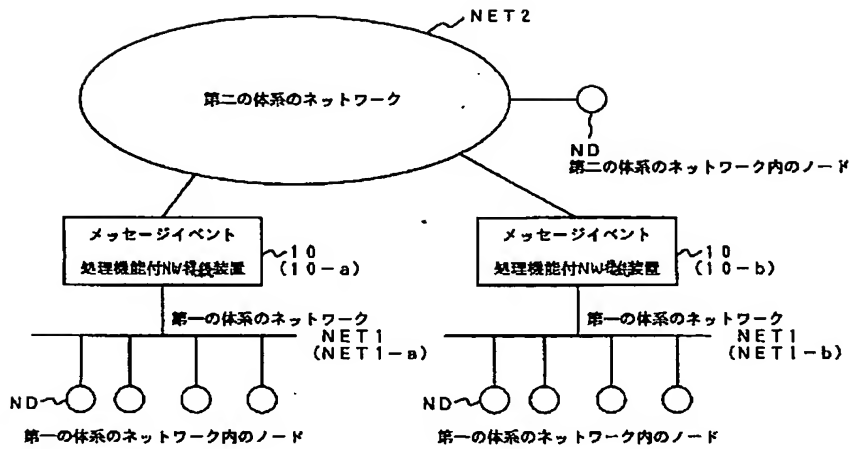 NET2
第二の体系のネットワーク
ND
第二の体系のネットワーク内のノード
メッセージイベント
処理機能付NW接続装置
10
(10-a)
メッセージイベント
処理機能付NW接続装置
10
(10-b)
第一の体系のネットワーク
NET1
(NET1-a)
第一の体系のネットワーク
NET1
(NET1-b)
ND
ND
第一の体系のネットワーク内のノード
第一の体系のネットワーク内のノード